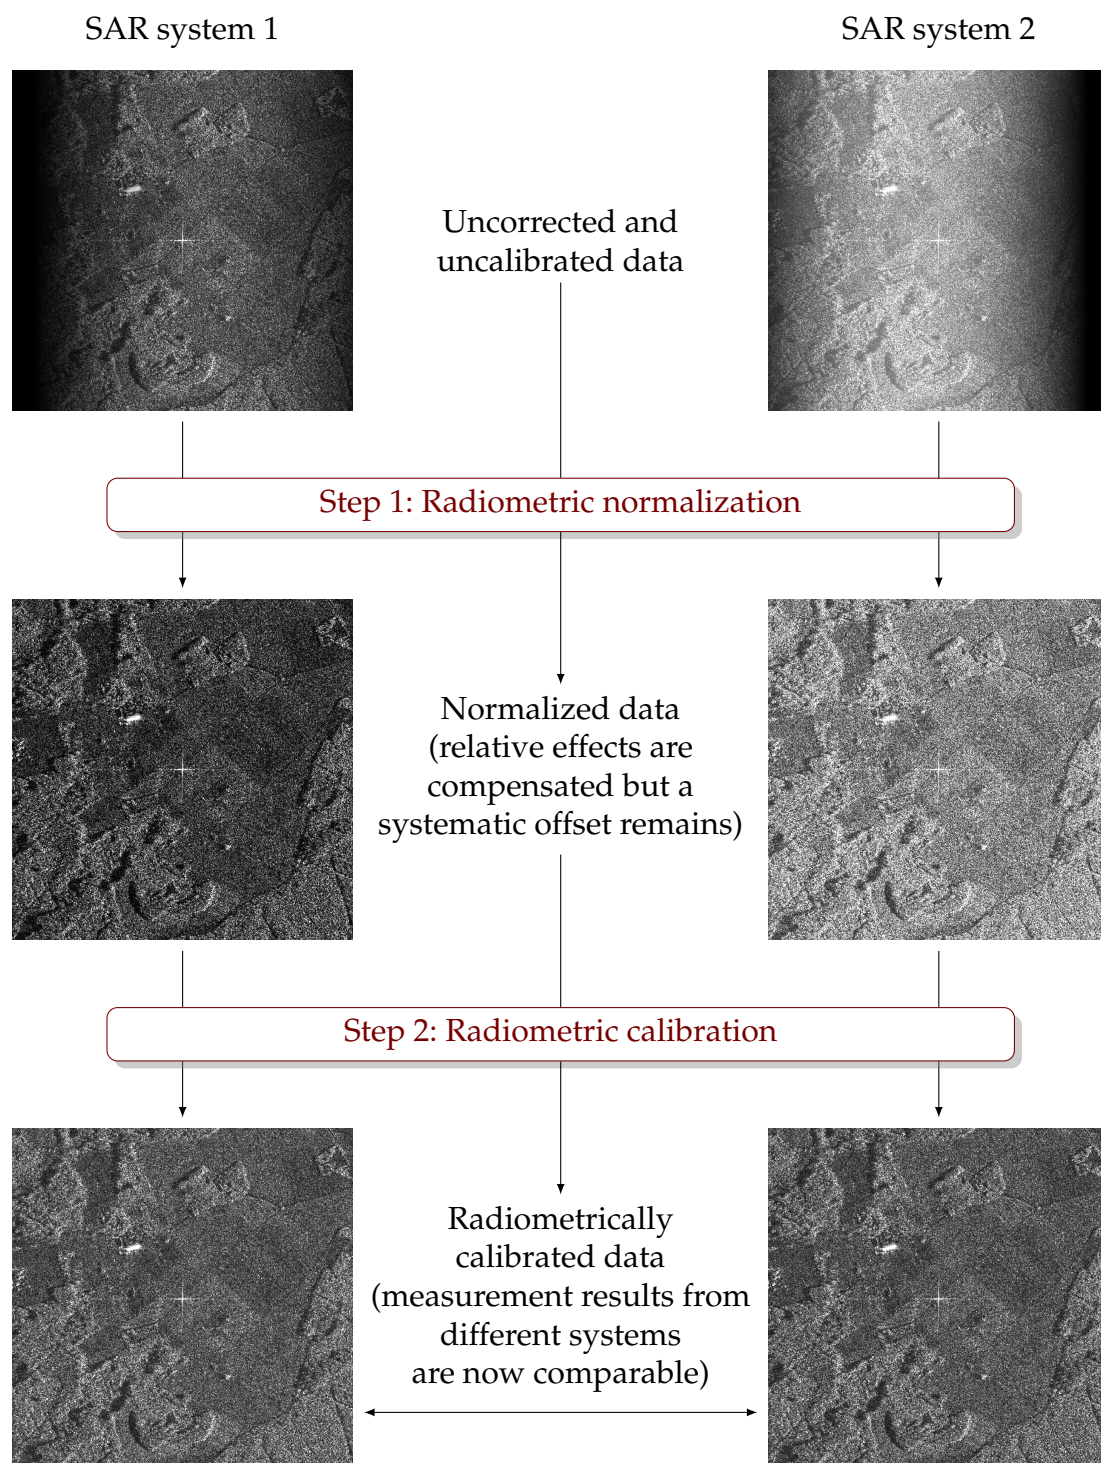 SAR system 1
SAR system 2
Uncorrected and
uncalibrated data
Step 1: Radiometric normalization
Normalized data
(relative effects are
compensated but a
systematic offset remains)
Step 2: Radiometric calibration
Radiometrically
calibrated data
(measurement results from
different systems
are now comparable)